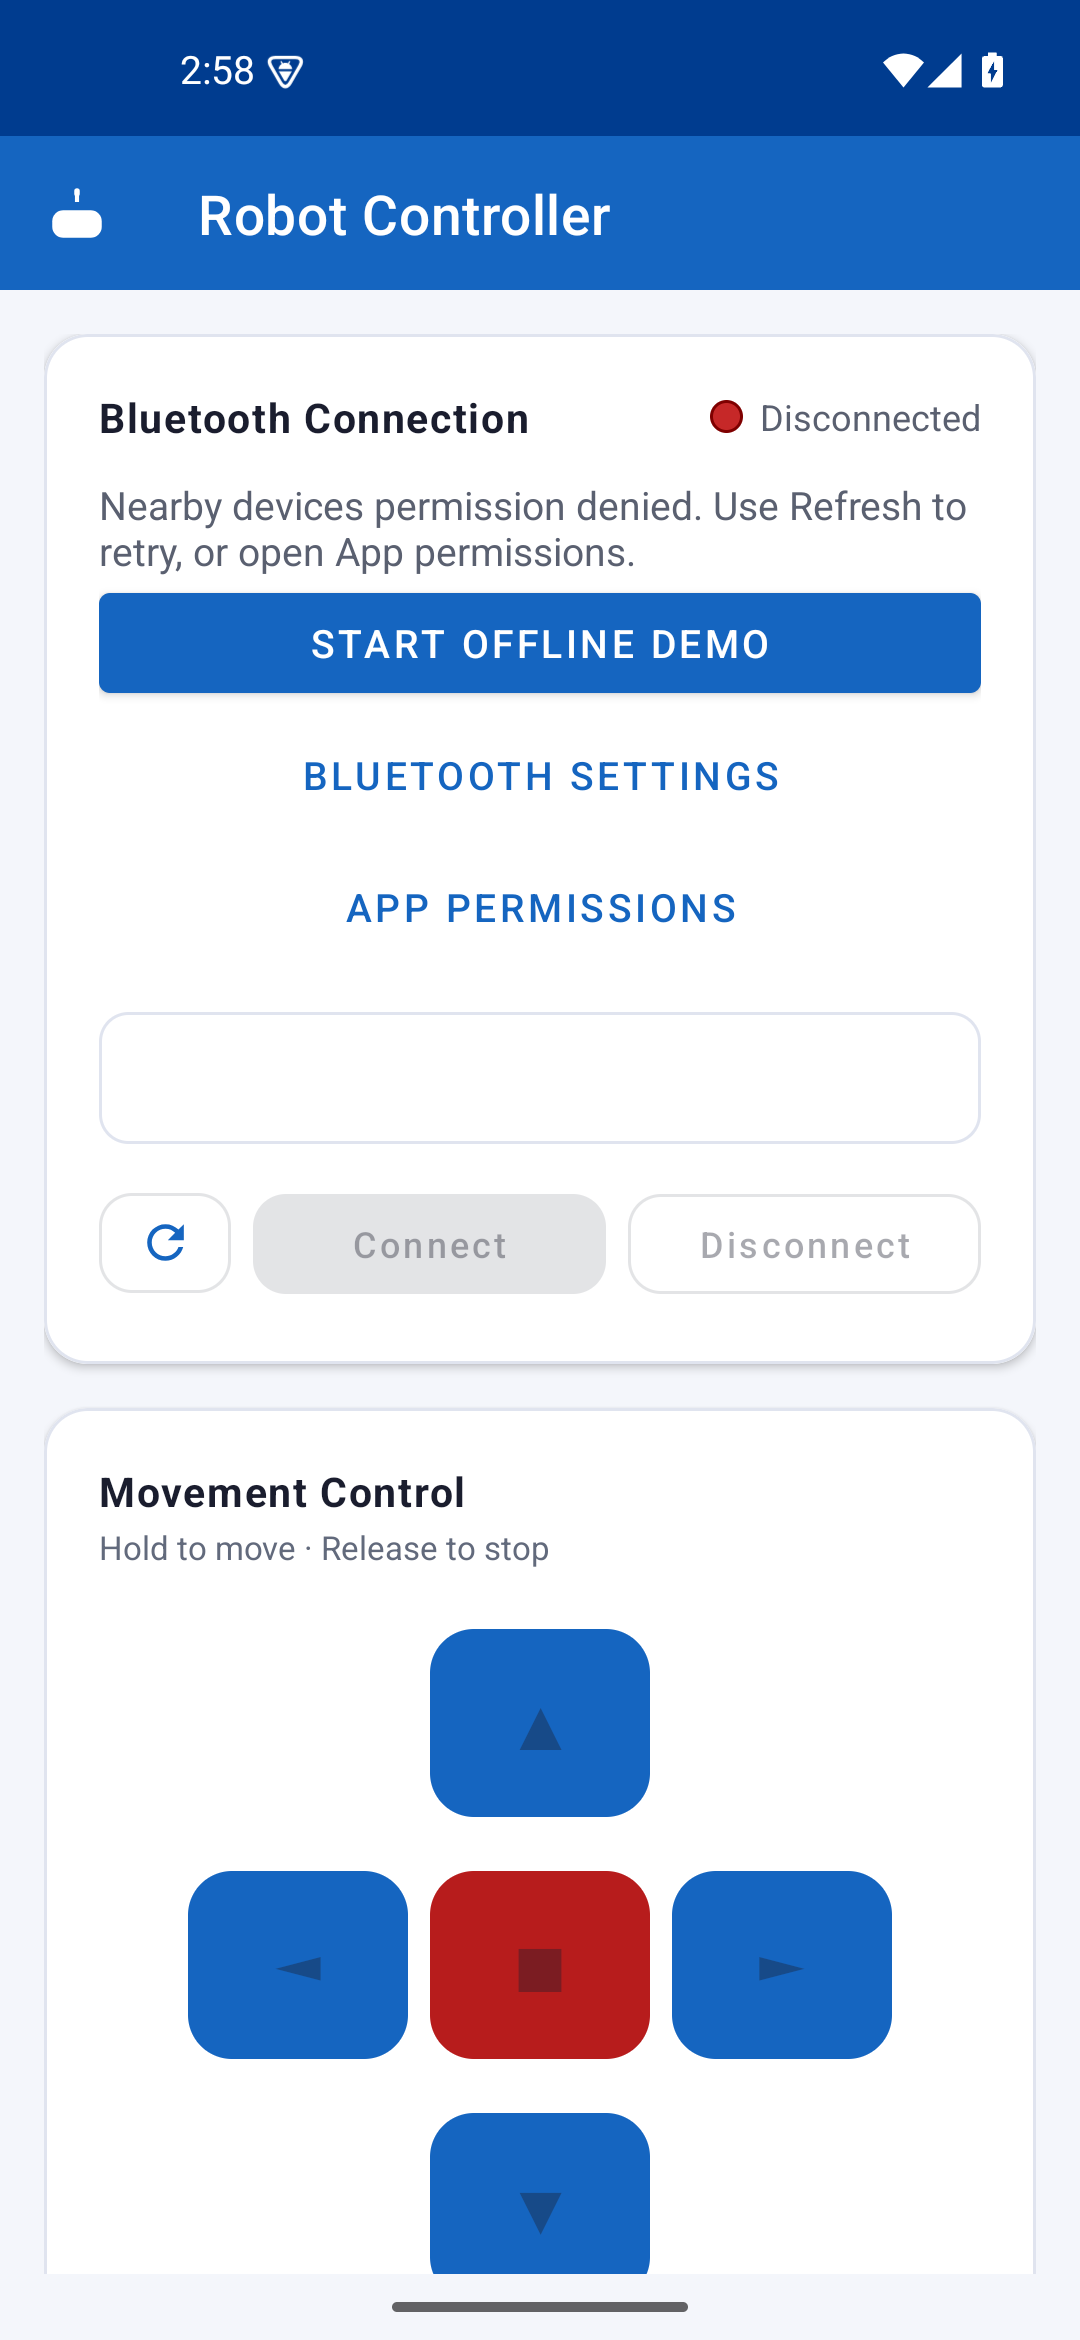 2:58
Robot Controller
Bluetooth Connection
Disconnected
Nearby devices permission denied. Use Refresh to
retry, or open App permissions.
START OFFLINE DEMO
BLUETOOTH SETTINGS
APP PERMISSIONS
Connect
Disconnect
Movement Control
Hold to move · Release to stop
▲
◄ ■ ►
▼